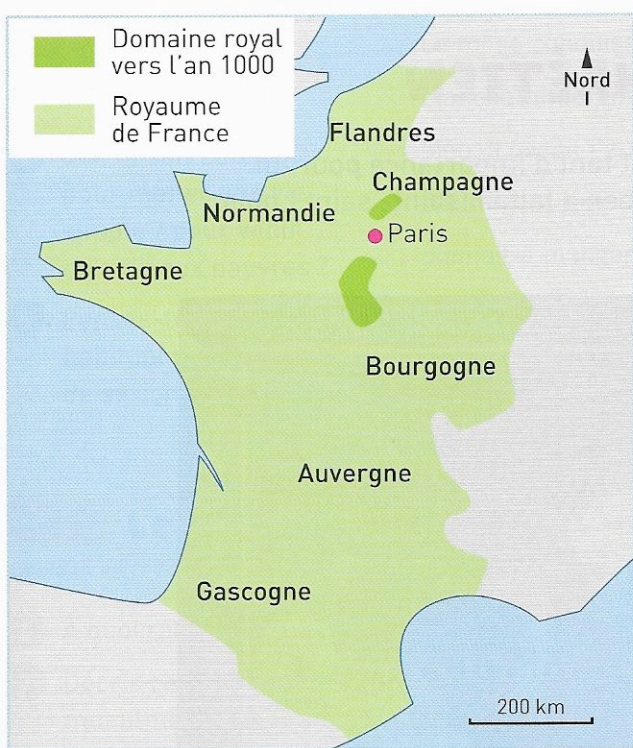 Domaine royal
vers l'an 1000
Royaume
de France
Nord
Flandres
Champagne
Normandie
Paris
Bretagne
Bourgogne
Auvergne
Gascogne
200 km